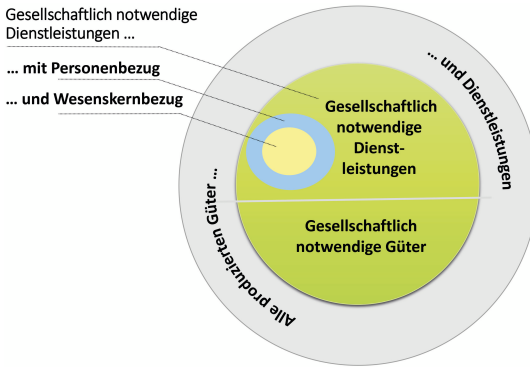 Gesellschaftlich notwendige
Dienstleistungen ...
... mit Personenbezug
... und Wesenskernbezug
... und Dienstleistungen
Gesellschaftlich
notwendige
Dienst-
leistungen
Gesellschaftlich
notwendige Güter
Alle produzierten Güter ...